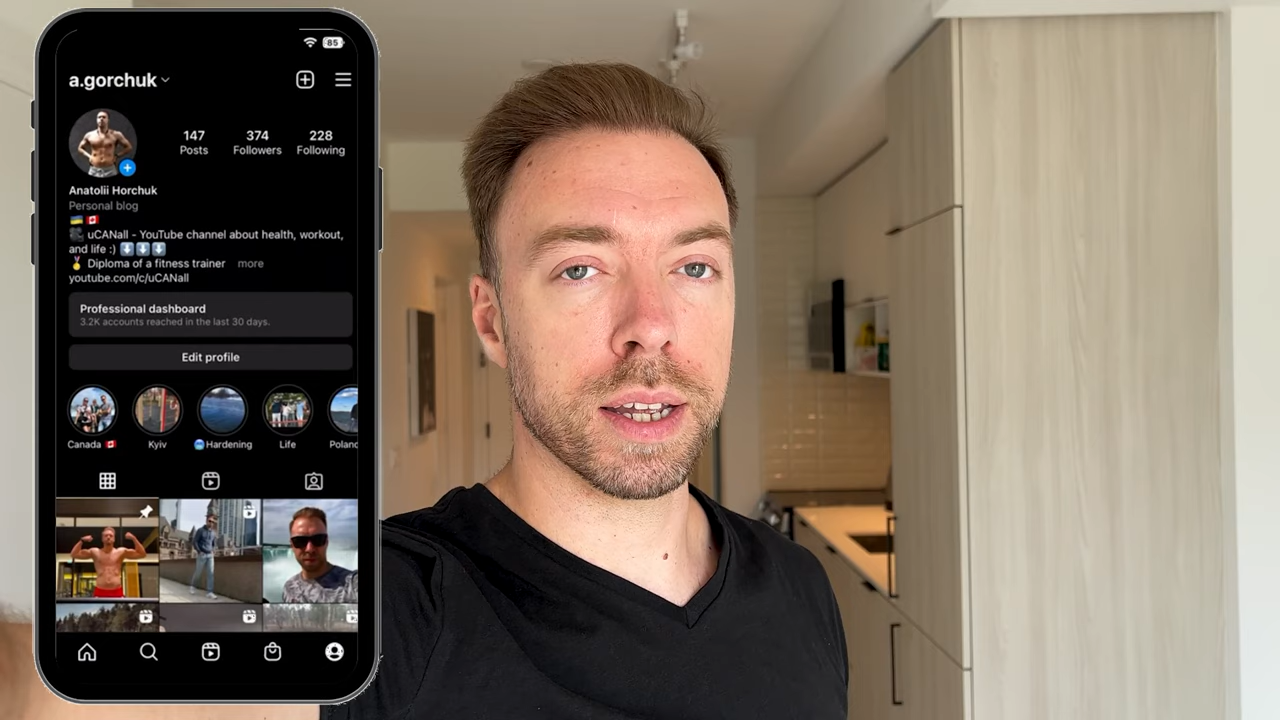 85
a.gorchuk
147 374 228
Posts Followers Following
Anatolii Horchuk
Personal blog
🇺🇦 🇨🇦
uCANall - YouTube channel about health, workout,
and life :) ⬇️⬇️⬇️
🏅 Diploma of a fitness trainer more
youtube.com/c/uCANall
Professional dashboard
3.2K accounts reached in the last 30 days.
Edit profile
Canada 🇨🇦 Kyiv 🥶Hardening Life Poland